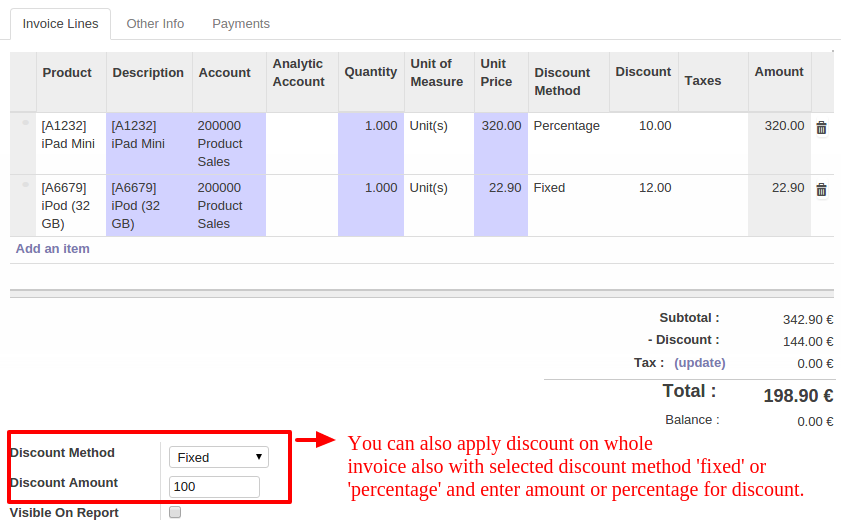 Invoice Lines Other Info Payments
Product Description Account Analytic Account Quantity Unit of Measure Unit Price Discount Method Discount Taxes Amount
[A1232] iPad Mini [A1232] iPad Mini 200000 Product Sales 1.000 Unit(s) 320.00 Percentage 10.00 320.00
[A6679] iPod (32 GB) [A6679] iPod (32 GB) 200000 Product Sales 1.000 Unit(s) 22.90 Fixed 12.00 22.90
Add an item
Subtotal : 342.90 €
- Discount : 144.00 €
Tax : (update) 0.00 €
Total : 198.90 €
Balance : 0.00 €
Discount Method Fixed
Discount Amount 100
Visible On Report
You can also apply discount on whole
invoice also with selected discount method 'fixed' or
'percentage' and enter amount or percentage for discount.